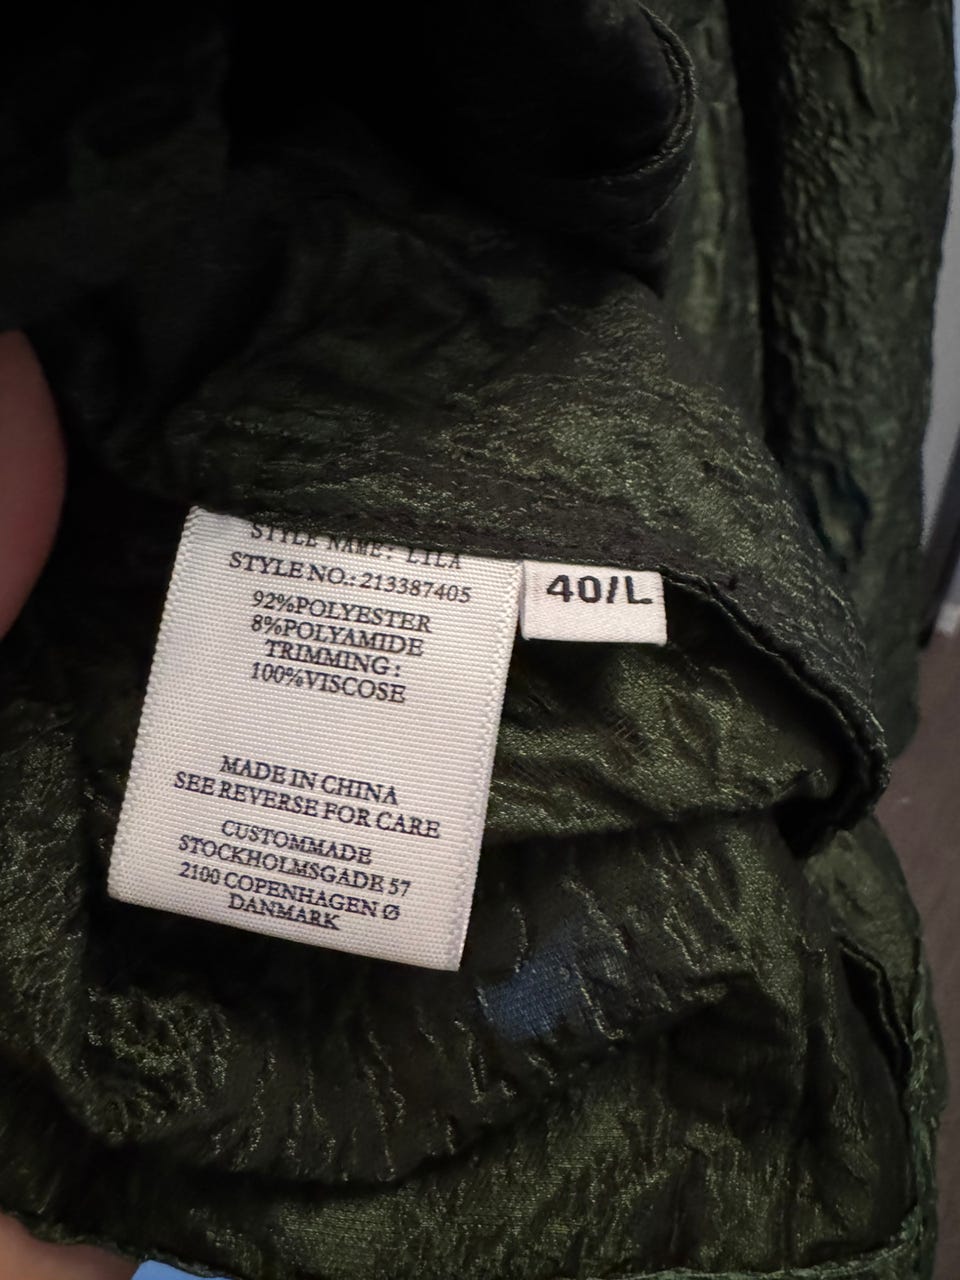 STYLE NAME: LILA
STYLE NO.: 213387405
92%POLYESTER
8%POLYAMIDE
TRIMMING:
100%VISCOSE
MADE IN CHINA
SEE REVERSE FOR CARE
CUSTOMMADE
STOCKHOLMSGADE 57
2100 COPENHAGEN Ø
DANMARK
40/L